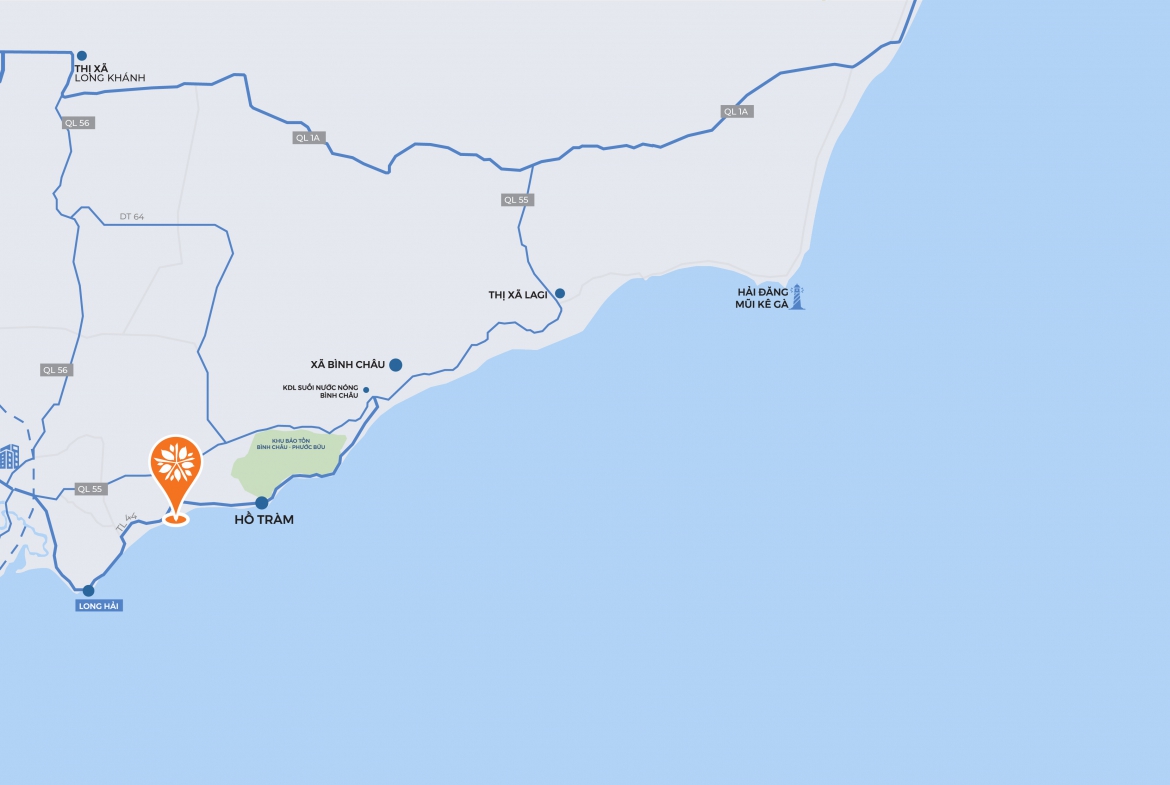 THỊ XÃ
LONG KHÁNH
QL 56
QL 1A
QL 1A
QL 55
DT 64
THỊ XÃ LAGI
HẢI ĐĂNG
MŨI KÊ GÀ
XÃ BÌNH CHÂU
QL 56
KDL SUỐI NƯỚC NÓNG
BÌNH CHÂU
KHU BẢO TỒN
BÌNH CHÂU - PHƯỚC BỬU
QL 55
TL 44
HỒ TRÀM
LONG HẢI